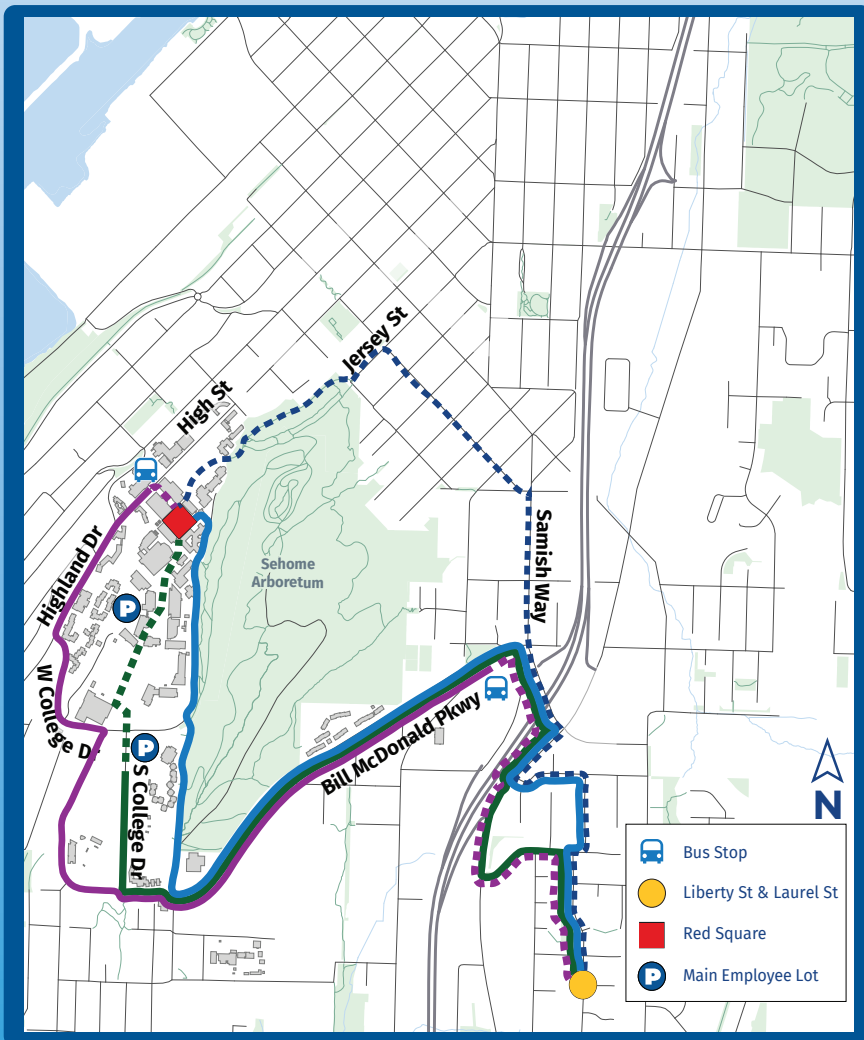 Jersey St
High St
Highland Dr
Samish Way
Sehome
Arboretum
P
W College Dr
P
S College Dr
Bill McDonald Pkwy
N
Bus Stop
Liberty St & Laurel St
Red Square
P
Main Employee Lot